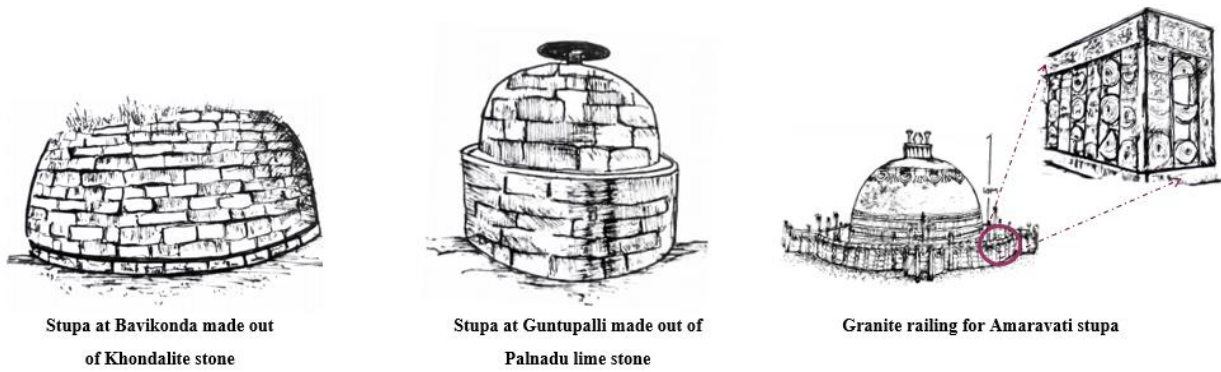 Stupa at Bavikonda made out
of Khondalite stone
Stupa at Guntupalli made out of
Palnadu lime stone
Granite railing for Amaravati stupa